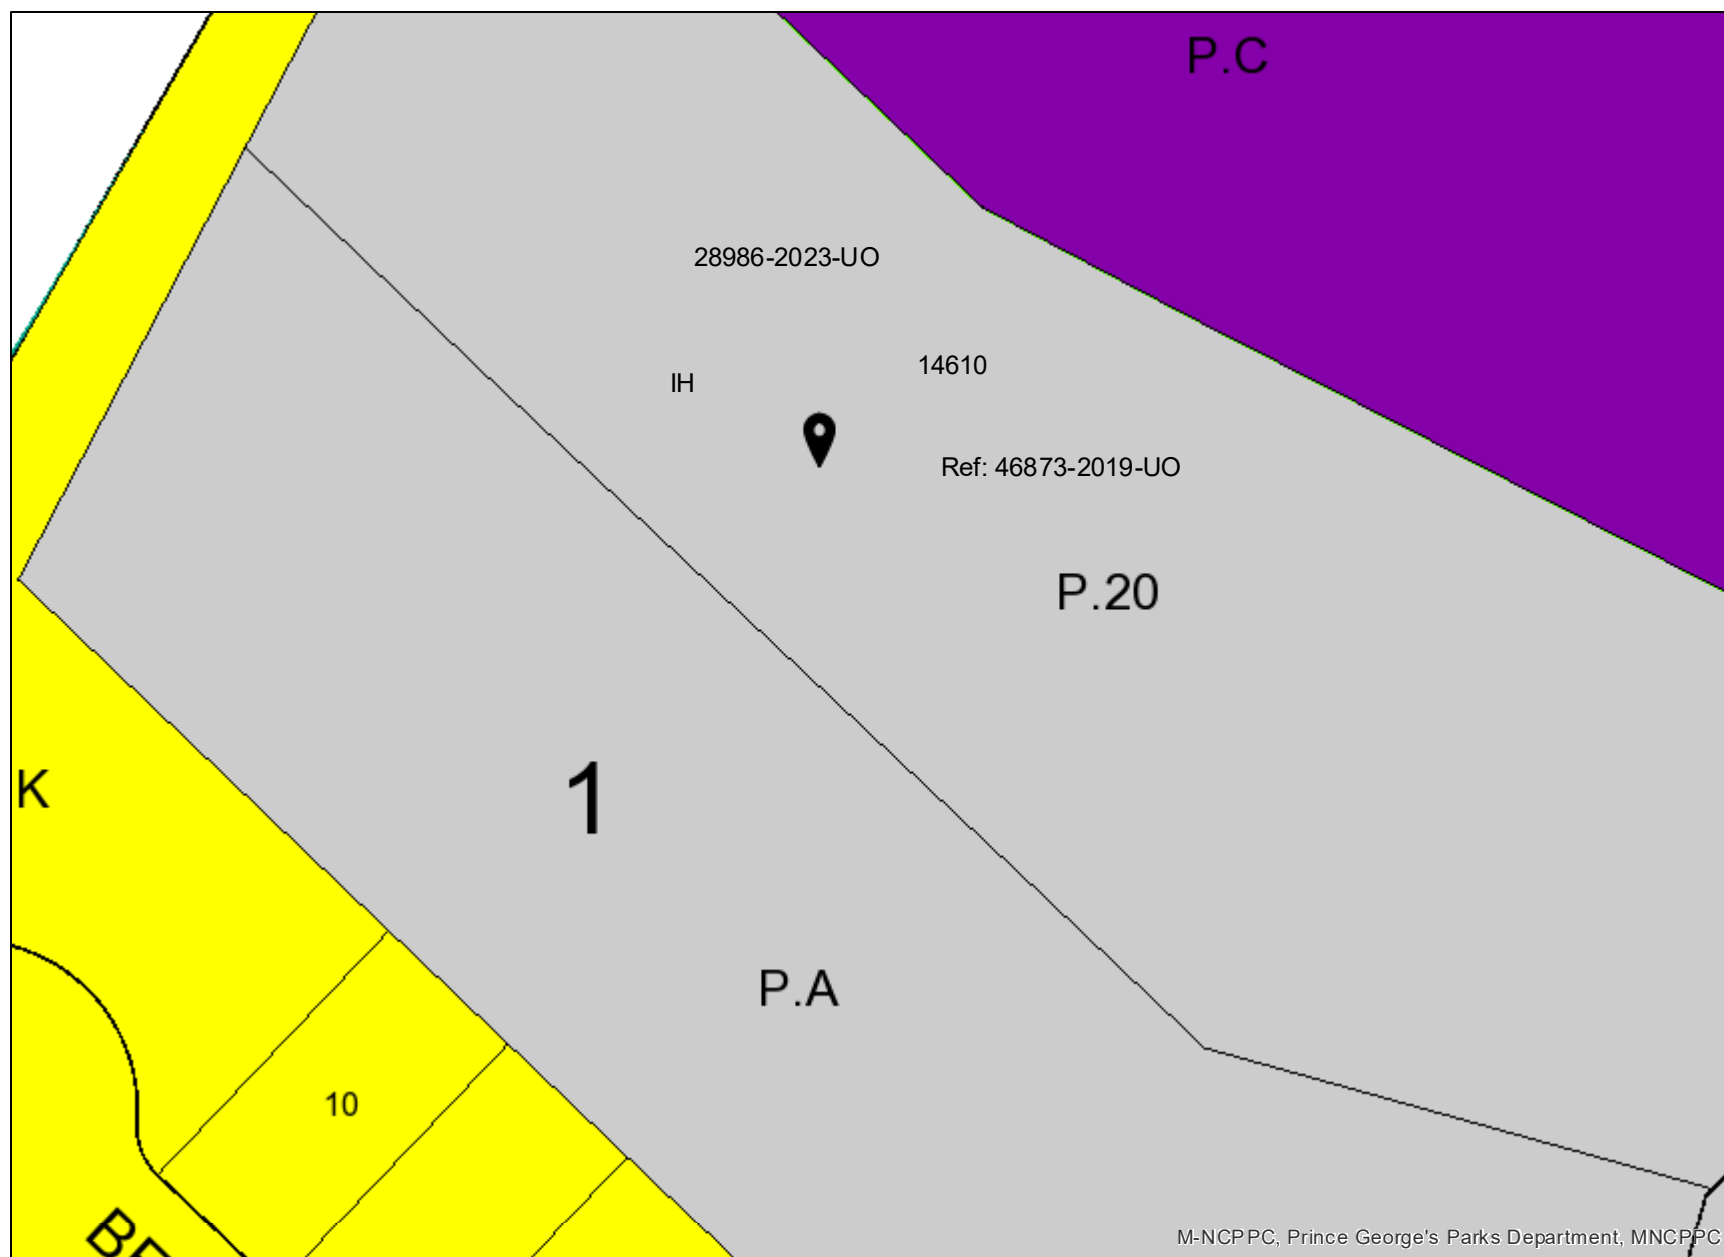 P.C
28986-2023-UO
14610
IH
Ref: 46873-2019-UO
P.20
K
1
P.A
10
M-NCPPC, Prince George's Parks Department, MNCPPC